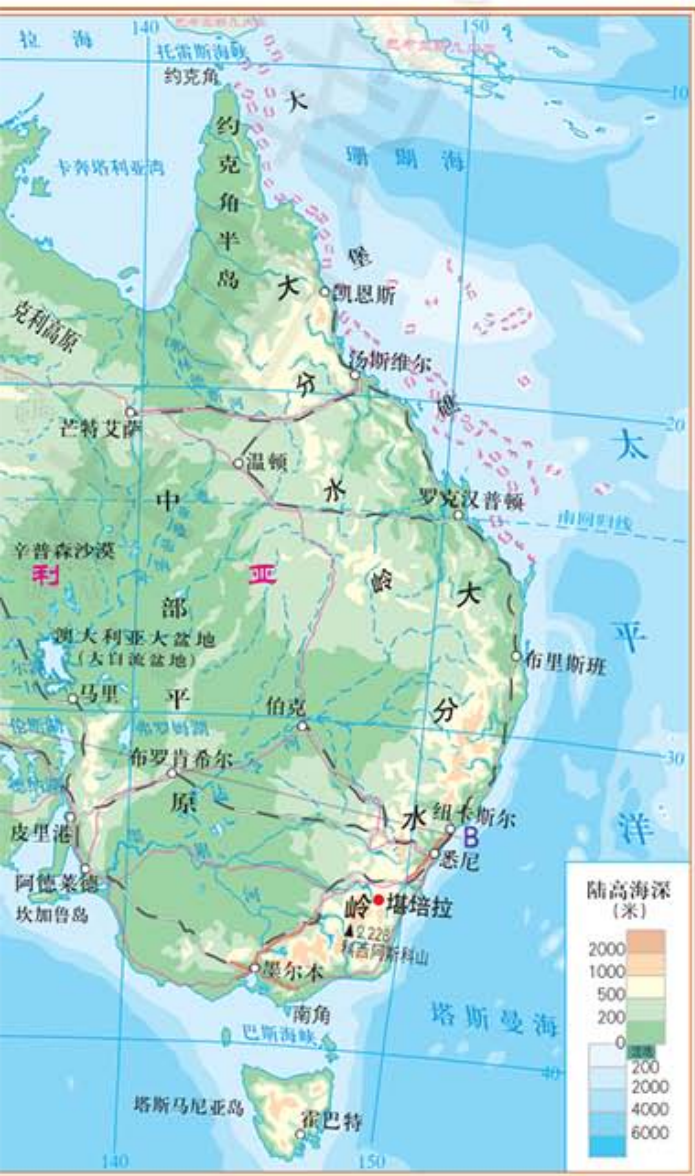 140
150
拉海
托雷斯海峡
约克角
大
10
约克角半岛
卡奔塔利亚湾
珊瑚海
堡
大
凯恩斯
克利高原
汤斯维尔
分
礁
芒特艾萨
20
太
温顿
水
罗克汉普顿
中
南回归线
辛普森沙漠
利
亚
岭
大
部
澳大利亚大盆地
(大自流盆地)
平
布里斯班
马里
平
伯克
分
弗罗姆湖
30
布罗肯希尔
原
水
纽卡斯尔
洋
皮里港
B
悉尼
阿德莱德
陆高海深
(米)
坎加鲁岛
岭
堪培拉
2000
▲2 228
科西阿斯科山
1000
500
墨尔本
200
南角
塔斯曼海
0
巴斯海峡
200
40
2000
塔斯马尼亚岛
4000
霍巴特
6000
140
150